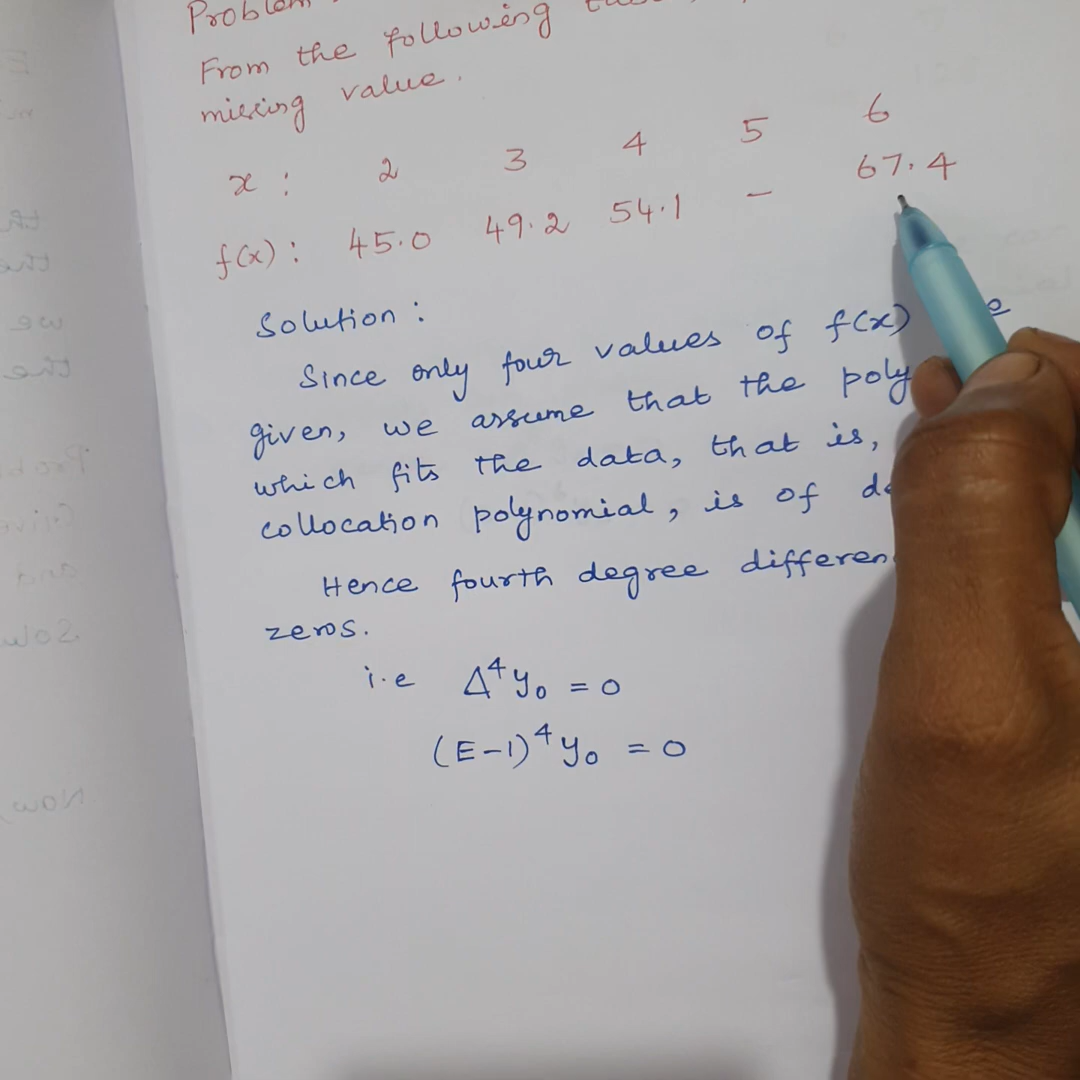 Problem
From the following
missing value.
x : 2 3 4 5 6
f(x) : 45.0 49.2 54.1 – 67.4
Solution :
Since only four values of f(x)
given, we assume that the poly
which fits the data, that is,
collocation polynomial, is of de
Hence fourth degree differen
zeros.
i.e Δ⁴y₀ = 0
(E-1)⁴y₀ = 0